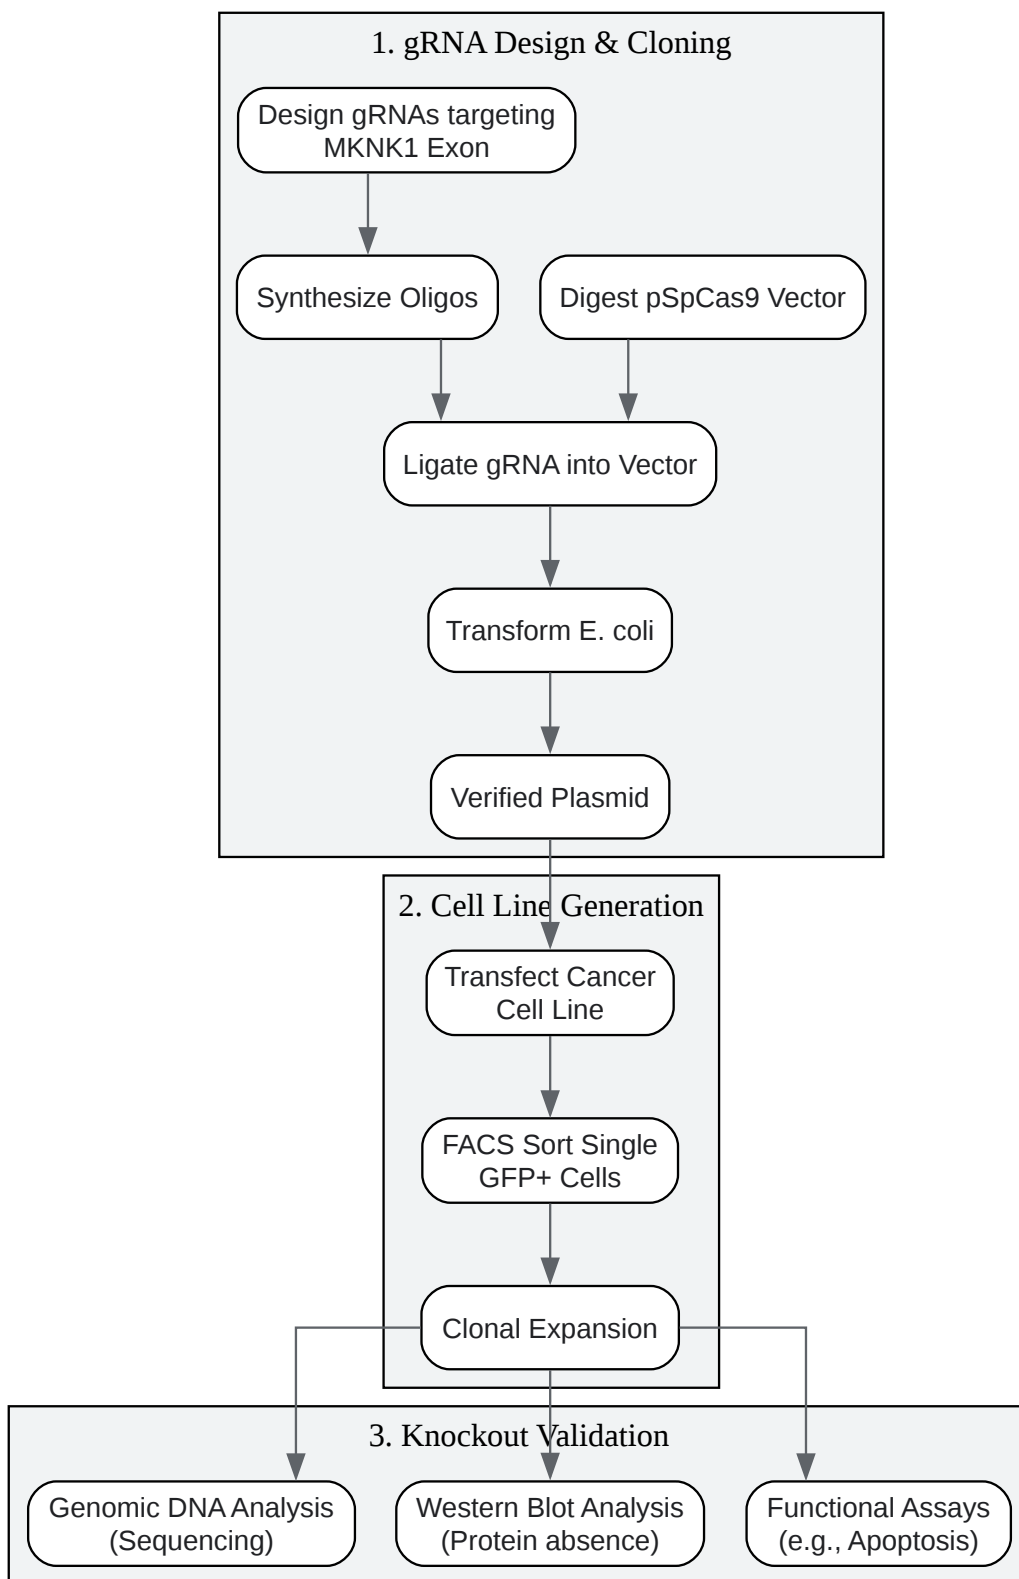 1. gRNA Design & Cloning
Design gRNAs targeting
MKNK1 Exon
Synthesize Oligos
Digest pSpCas9 Vector
Ligate gRNA into Vector
Transform E. coli
Verified Plasmid
2. Cell Line Generation
Transfect Cancer
Cell Line
FACS Sort Single
GFP+ Cells
Clonal Expansion
3. Knockout Validation
Genomic DNA Analysis
(Sequencing)
Western Blot Analysis
(Protein absence)
Functional Assays
(e.g., Apoptosis)